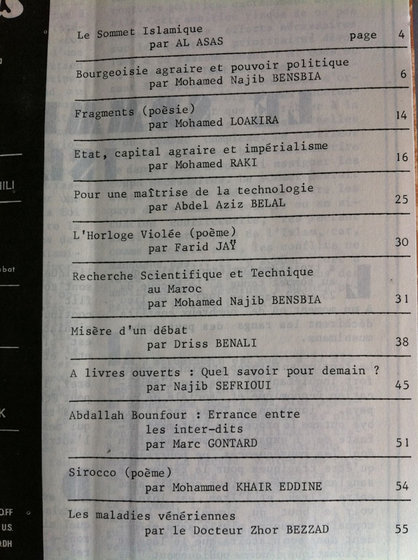 Le Sommet Islamique
par AL ASAS page 4
Bourgeoisie agraire et pouvoir politique
par Mohamed Najib BENSBIA 6
Fragments (poèsie)
par Mohamed LOAKIRA 14
Etat, capital agraire et impérialisme
par Mohamed RAKI 16
Pour une maîtrise de la technologie
par Abdel Aziz BELAL 25
L'Horloge Violée (poème)
par Farid JAŸ 30
Recherche Scientifique et Technique
au Maroc
par Mohamed Najib BENSBIA 31
Misère d'un débat
par Driss BENALI 38
A livres ouverts : Quel savoir pour demain ?
par Najib SEFRIOUI 45
Abdallah Bounfour : Errance entre
les inter-dits
par Marc GONTARD 51
Sirocco (poème)
par Mohammed KHAIR EDDINE 54
Les maladies vénériennes
par le Docteur Zhor BEZZAD 55